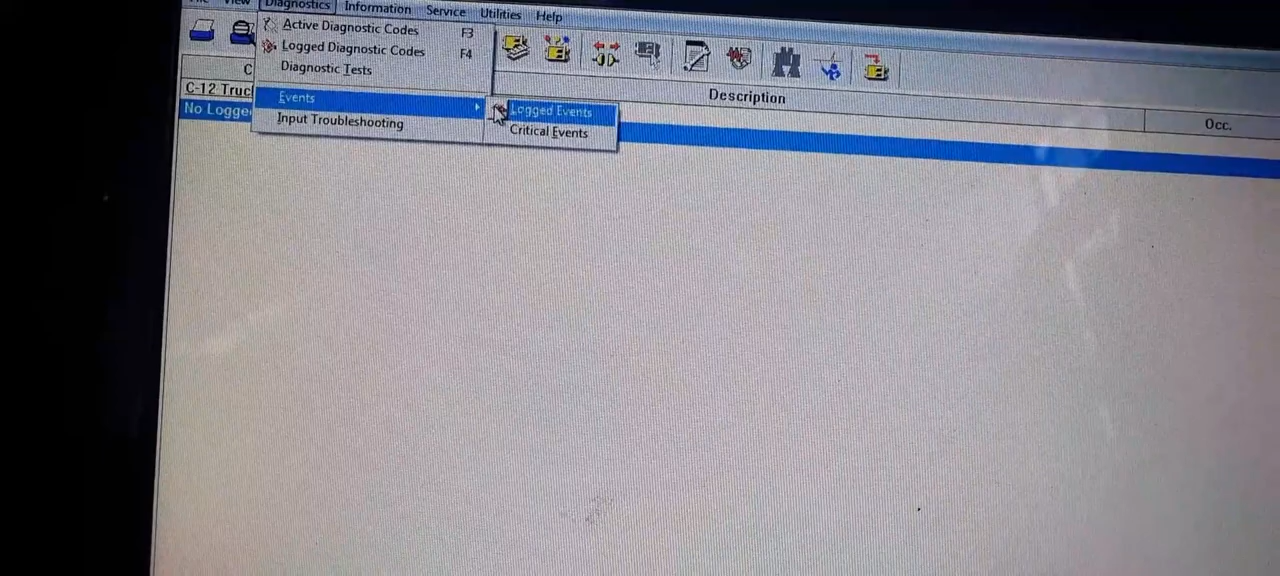 View Diagnostics Information Service Utilities Help
Active Diagnostic Codes F3
Logged Diagnostic Codes F4
Diagnostic Tests
Events
Input Troubleshooting
Logged Events
Critical Events
C
Description
Occ.
C-12 Truc
No Logge